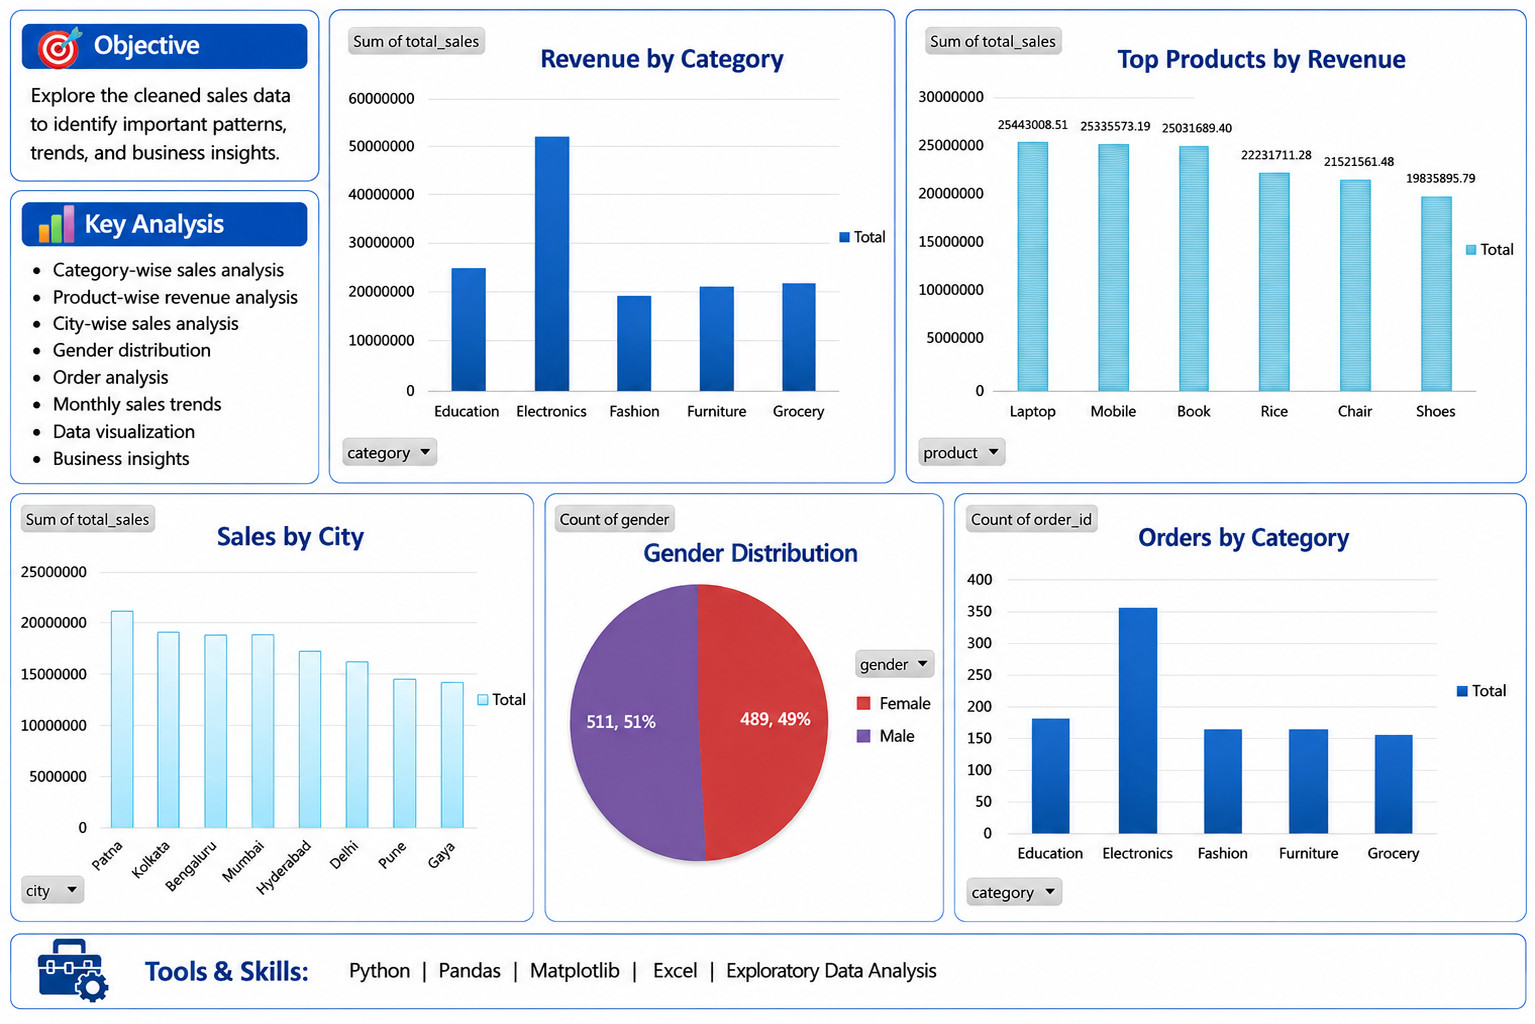 Objective
Explore the cleaned sales data
to identify important patterns,
trends, and business insights.
Key Analysis
• Category-wise sales analysis
• Product-wise revenue analysis
• City-wise sales analysis
• Gender distribution
• Order analysis
• Monthly sales trends
• Data visualization
• Business insights
Sum of total_sales
Revenue by Category
60000000
50000000
40000000
30000000
20000000
10000000
0
Education Electronics Fashion Furniture Grocery
Total
category
Sum of total_sales
Top Products by Revenue
30000000
25000000
20000000
15000000
10000000
5000000
0
25443008.51 25335573.19 25031689.40 22231711.28 21521561.48 19835895.79
Laptop Mobile Book Rice Chair Shoes
Total
product
Sum of total_sales
Sales by City
25000000
20000000
15000000
10000000
5000000
0
Patna Kolkata Bengaluru Mumbai Hyderabad Delhi Pune Gaya
Total
city
Count of gender
Gender Distribution
511, 51%
489, 49%
gender
Female
Male
Count of order_id
Orders by Category
400
350
300
250
200
150
100
50
0
Education Electronics Fashion Furniture Grocery
Total
category
Tools & Skills: Python | Pandas | Matplotlib | Excel | Exploratory Data Analysis